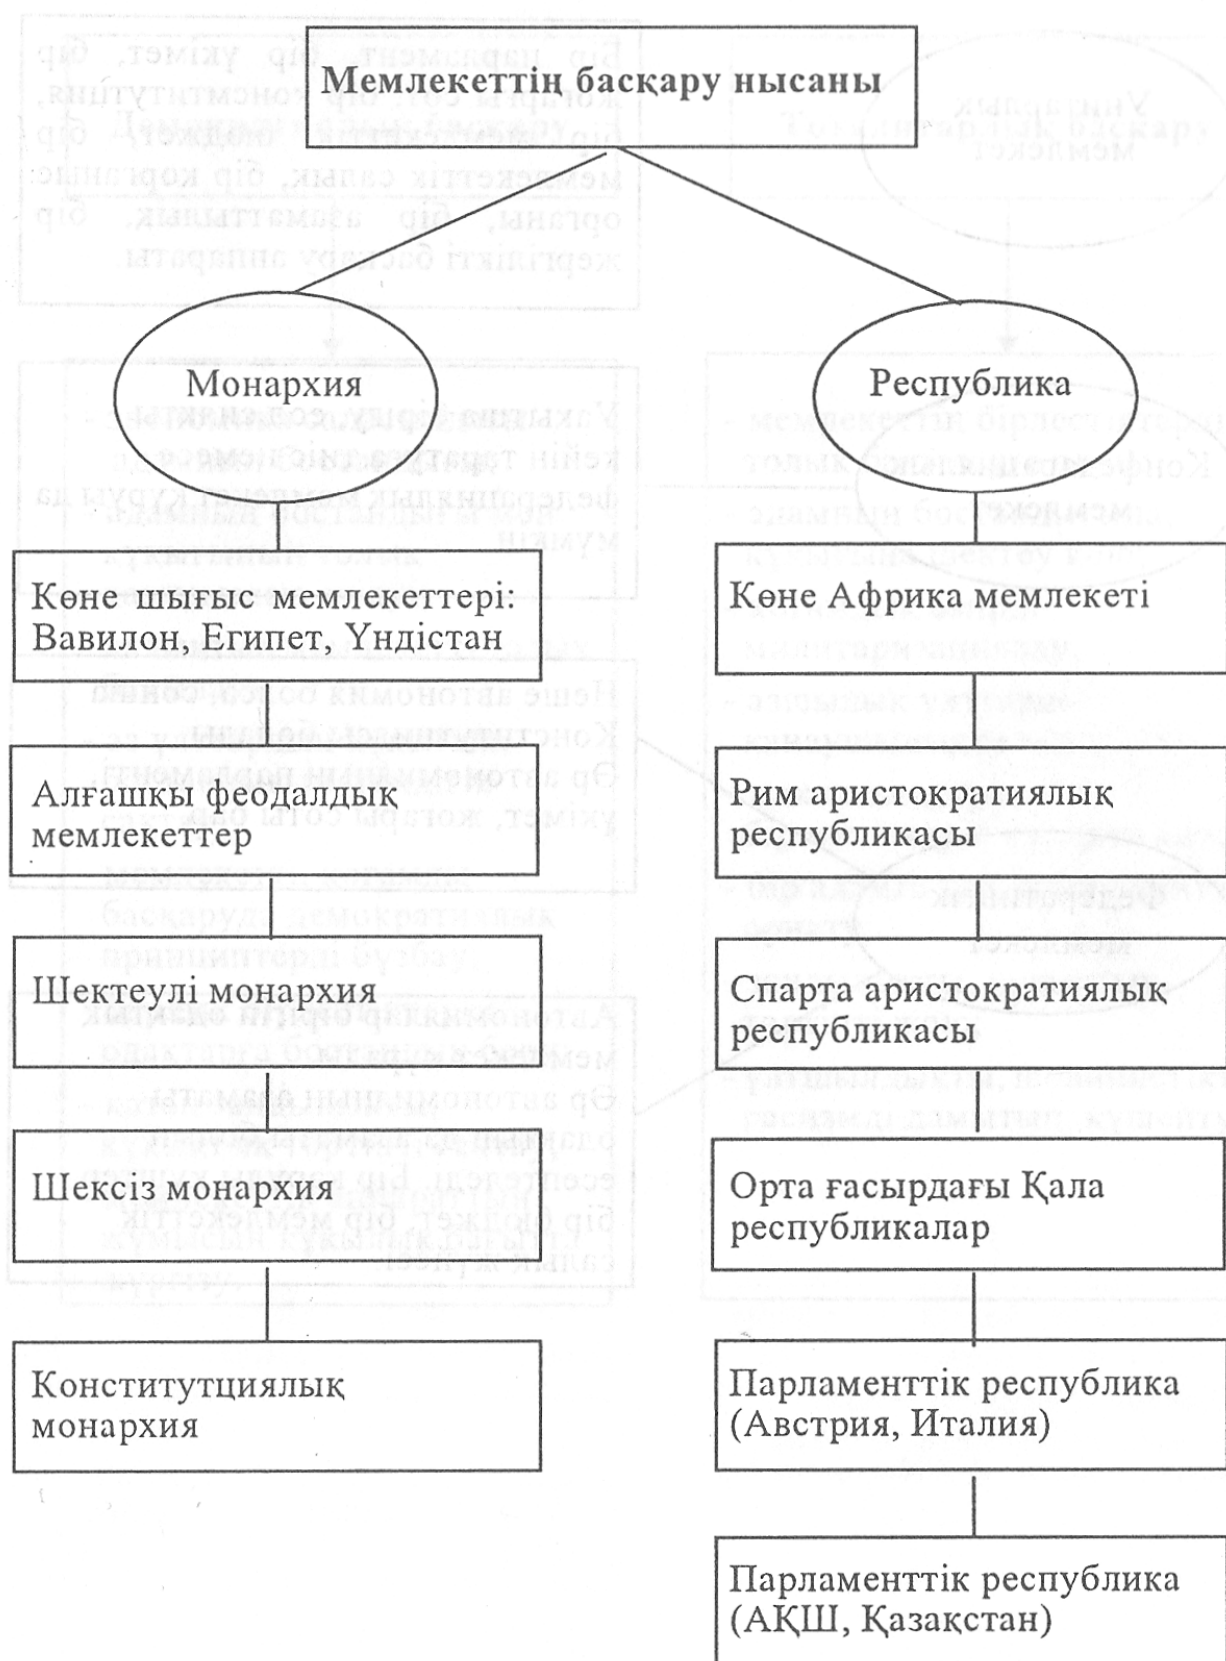 Мемлекеттің басқару нысаны
Монархия
Республика
Көне шығыс мемлекеттері:
Вавилон, Египет, Үндістан
Алғашқы феодалдық
мемлекеттер
Шектеулі монархия
Шексіз монархия
Конститутциялық
монархия
Көне Африка мемлекеті
Рим аристократиялық
республикасы
Спарта аристократиялық
республикасы
Орта ғасырдағы Қала
республикалар
Парламенттік республика
(Австрия, Италия)
Парламенттік республика
(АҚШ, Қазақстан)